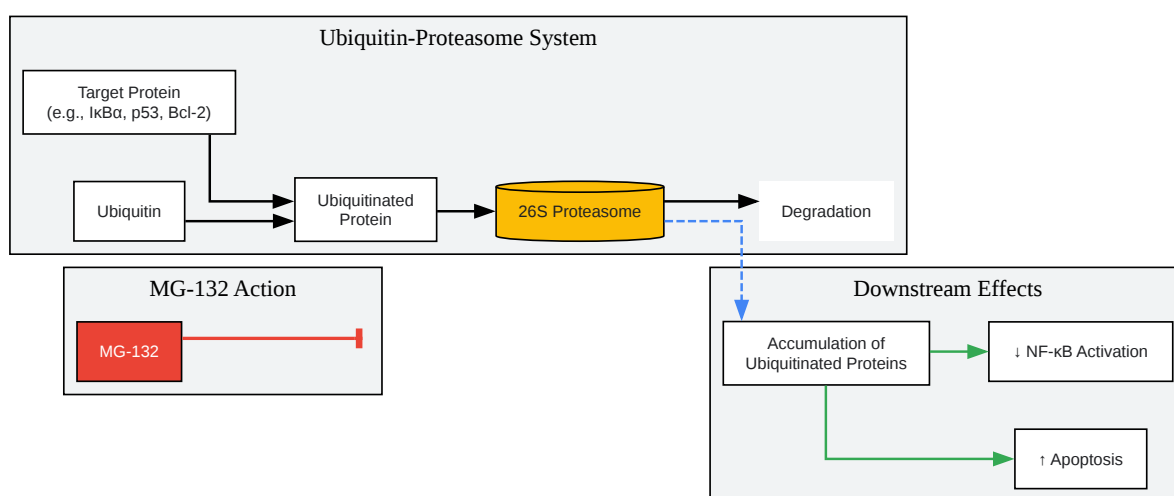 Ubiquitin-Proteasome System
Target Protein
(e.g., IκBα, p53, Bcl-2)
Ubiquitin
Ubiquitinated
Protein
26S Proteasome
Degradation
MG-132 Action
MG-132
Downstream Effects
Accumulation of
Ubiquitinated Proteins
↓ NF-κB Activation
↑ Apoptosis